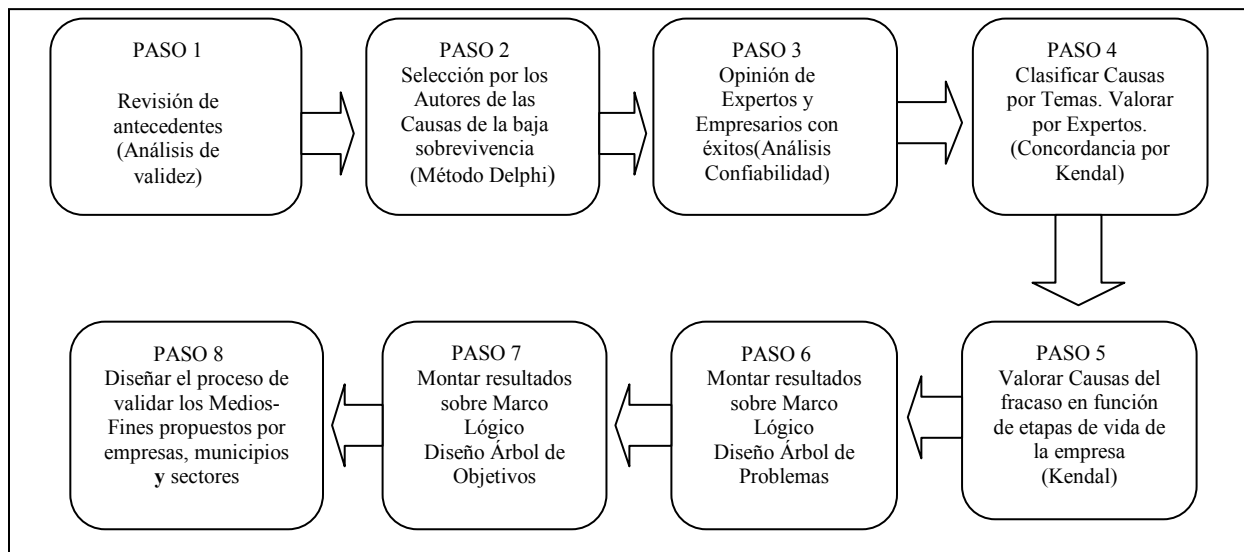 PASO 1
Revisión de
antecedentes
(Análisis de
validez)
PASO 2
Selección por los
Autores de las
Causas de la baja
sobrevivencia
(Método Delphi)
PASO 3
Opinión de
Expertos y
Empresarios con
éxitos(Análisis
Confiabilidad)
PASO 4
Clasificar Causas
por Temas. Valorar
por Expertos.
(Concordancia por
Kendal)
PASO 5
Valorar Causas del
fracaso en función
de etapas de vida de
la empresa
(Kendal)
PASO 6
Montar resultados
sobre Marco
Lógico
Diseño Árbol de
Problemas
PASO 7
Montar resultados
sobre Marco
Lógico
Diseño Árbol de
Objetivos
PASO 8
Diseñar el proceso de
validar los Medios-
Fines propuestos por
empresas, municipios
y sectores